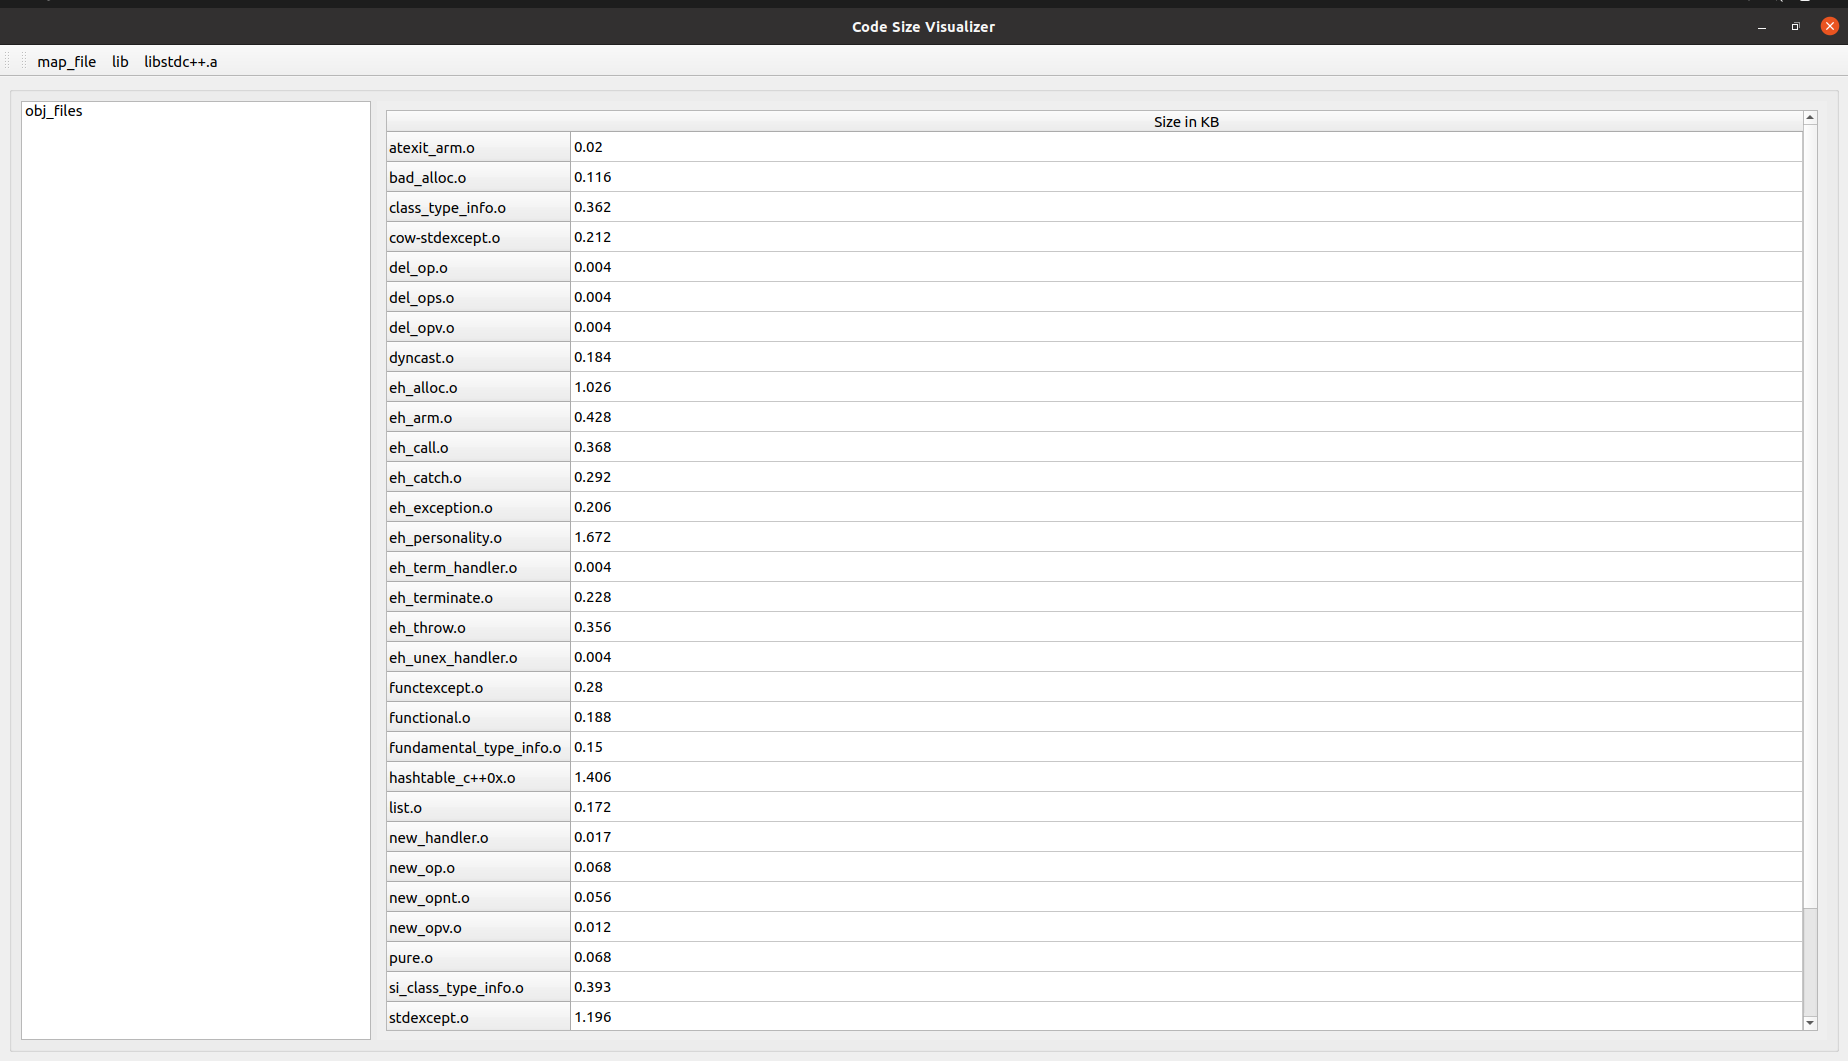 Code Size Visualizer
map_file lib libstdc++.a
obj_files
Size in KB
atexit_arm.o 0.02
bad_alloc.o 0.116
class_type_info.o 0.362
cow-stdexcept.o 0.212
del_op.o 0.004
del_ops.o 0.004
del_opv.o 0.004
dyncast.o 0.184
eh_alloc.o 1.026
eh_arm.o 0.428
eh_call.o 0.368
eh_catch.o 0.292
eh_exception.o 0.206
eh_personality.o 1.672
eh_term_handler.o 0.004
eh_terminate.o 0.228
eh_throw.o 0.356
eh_unex_handler.o 0.004
functexcept.o 0.28
functional.o 0.188
fundamental_type_info.o 0.15
hashtable_c++0x.o 1.406
list.o 0.172
new_handler.o 0.017
new_op.o 0.068
new_opnt.o 0.056
new_opv.o 0.012
pure.o 0.068
si_class_type_info.o 0.393
stdexcept.o 1.196